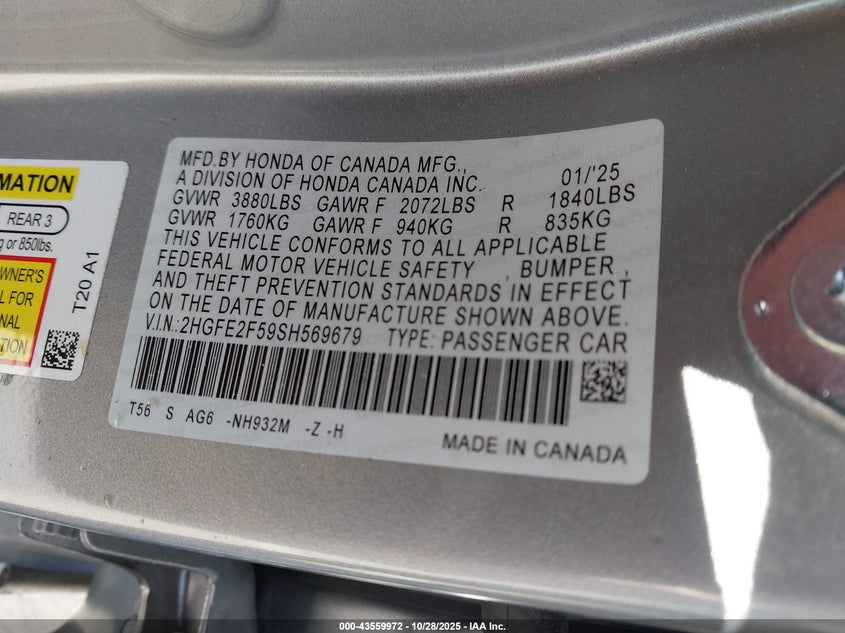 MATION
REAR 3
g or 850lbs.
WNER'S
L FOR
NAL
TION
T20 A1
MFD.BY HONDA OF CANADA MFG.,
A DIVISION OF HONDA CANADA INC. 01/'25
GVWR 3880LBS GAWR F 2072LBS R 1840LBS
GVWR 1760KG GAWR F 940KG R 835KG
THIS VEHICLE CONFORMS TO ALL APPLICABLE
FEDERAL MOTOR VEHICLE SAFETY , BUMPER ,
AND THEFT PREVENTION STANDARDS IN EFFECT
ON THE DATE OF MANUFACTURE SHOWN ABOVE.
V.I.N.:2HGFE2F59SH569679 TYPE: PASSENGER CAR
T56 S AG6 -NH932M -Z -H
MADE IN CANADA
000-43559972 | 10/28/2025 | IAA Inc.